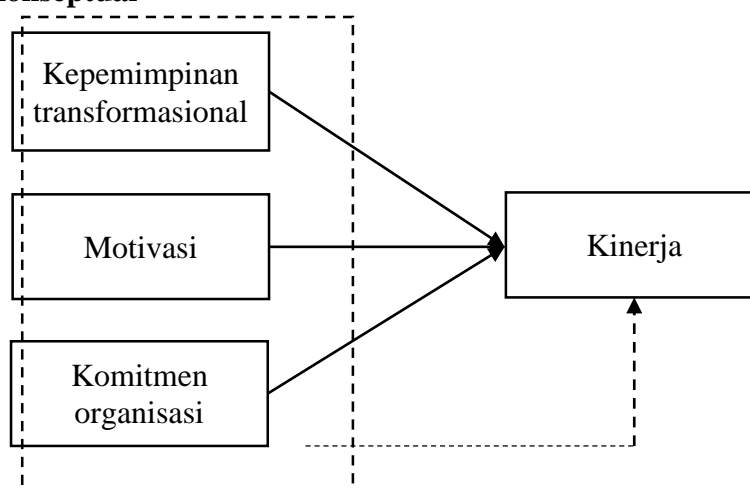 Kepemimpinan
transformasional
Motivasi
Kinerja
Komitmen
organisasi